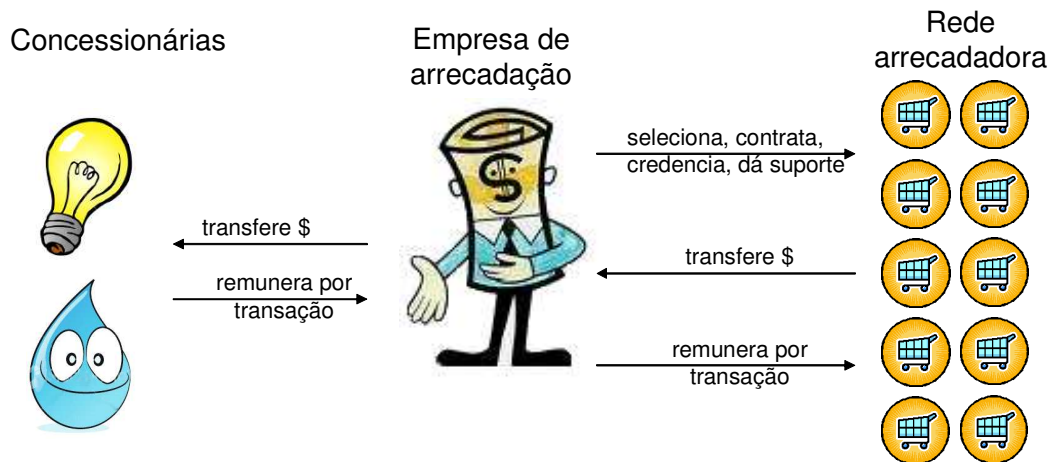 Concessionárias
Empresa de
arrecadação
Rede
arrecadadora
seleciona, contrata,
credencia, dá suporte
transfere $
transfere $
remunera por
transação
remunera por
transação
$